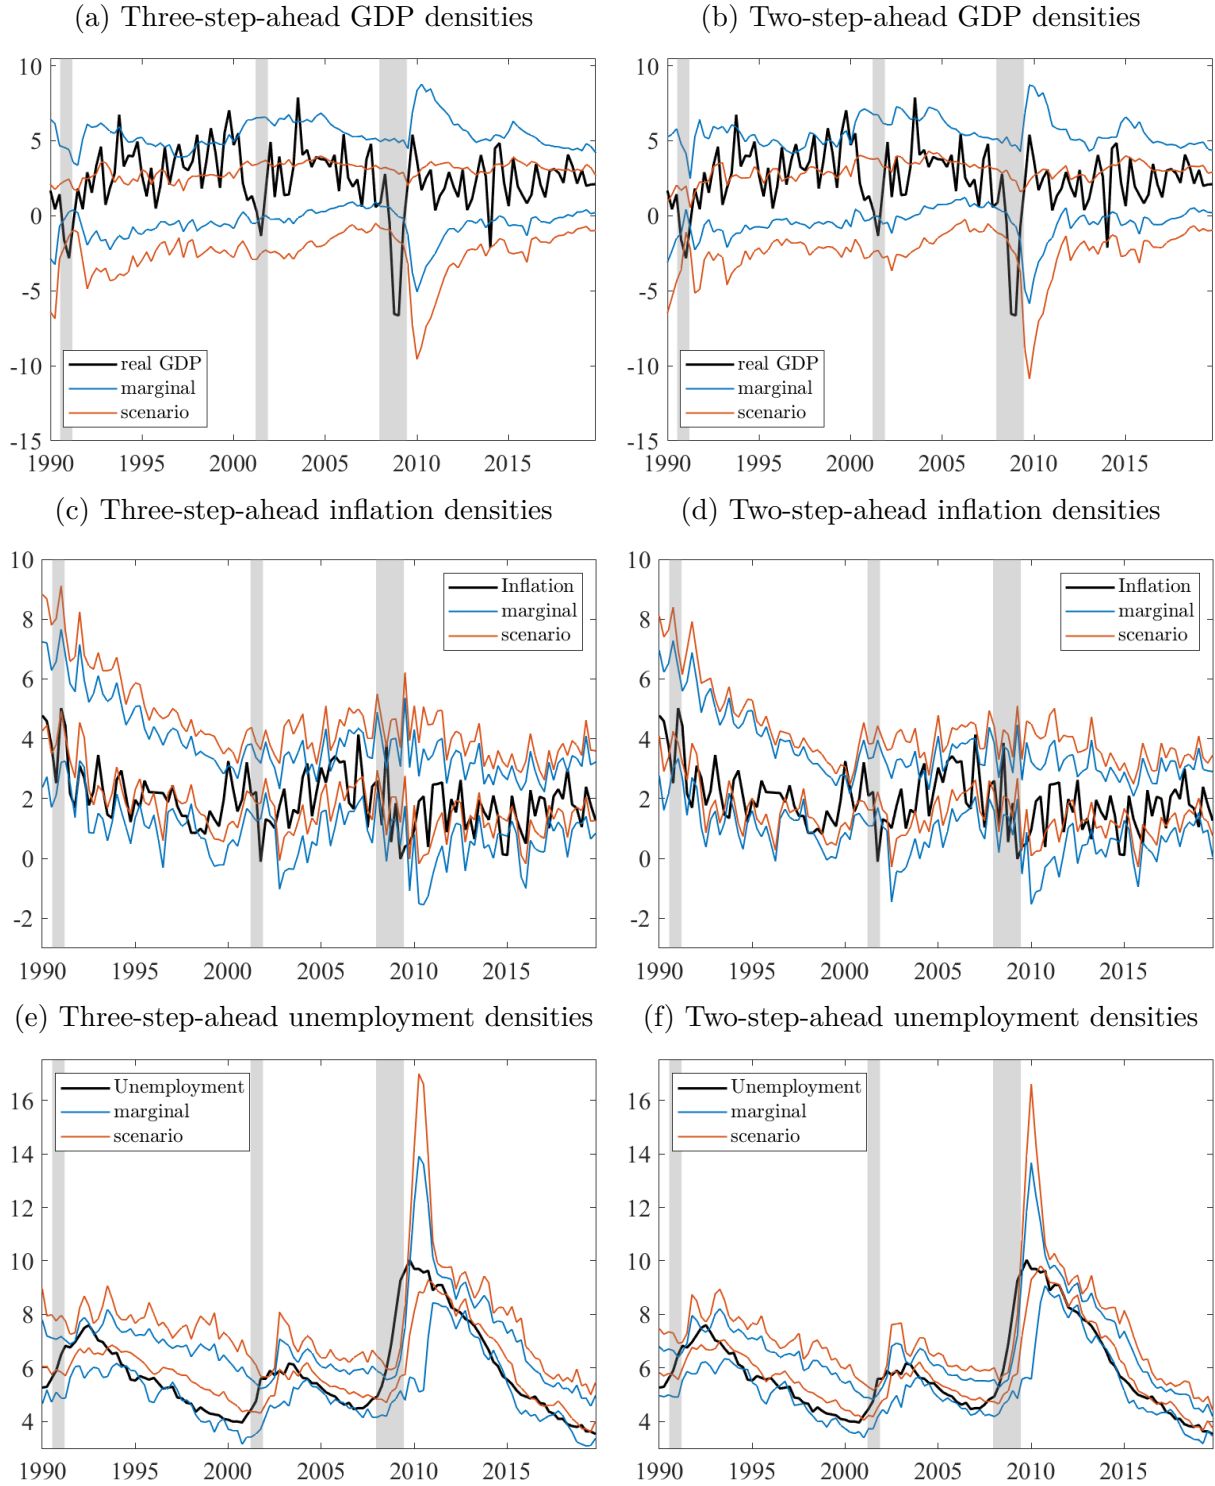 (a) Three-step-ahead GDP densities
10
5
0
-5
-10
-15
real GDP
marginal
scenario
1990 1995 2000 2005 2010 2015
(b) Two-step-ahead GDP densities
10
5
0
-5
-10
-15
real GDP
marginal
scenario
1990 1995 2000 2005 2010 2015
(c) Three-step-ahead inflation densities
10
8
6
4
2
0
-2
Inflation
marginal
scenario
1990 1995 2000 2005 2010 2015
(d) Two-step-ahead inflation densities
10
8
6
4
2
0
-2
Inflation
marginal
scenario
1990 1995 2000 2005 2010 2015
(e) Three-step-ahead unemployment densities
16
14
12
10
8
6
4
Unemployment
marginal
scenario
1990 1995 2000 2005 2010 2015
(f) Two-step-ahead unemployment densities
16
14
12
10
8
6
4
Unemployment
marginal
scenario
1990 1995 2000 2005 2010 2015